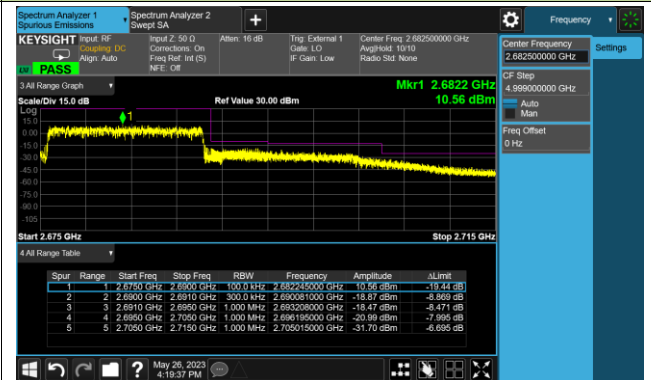 Spectrum Analyzer 1
Spurious Emissions
Spectrum Analyzer 2
Swept SA
+
Frequency
KEYSIGHT
Input: RF
Coupling: DC
Align: Auto
Input Z: 50 Ω
Corrections: On
Freq Ref: Int (S)
NFE: Off
Atten: 16 dB
Trig: External 1
Gate: LO
IF Gain: Low
Center Freq: 2.682500000 GHz
Avg|Hold: 10/10
Radio Std: None
PASS
Center Frequency
2.682500000 GHz
Settings
CF Step
4.999000000 GHz
Auto
Man
Freq Offset
0 Hz
3 All Range Graph
Mkr1 2.6822 GHz
10.56 dBm
Scale/Div 15.0 dB
Ref Value 30.00 dBm
Log
15.0
0.00
-15.0
-30.0
-45.0
-60.0
-75.0
-90.0
-105
1
Start 2.675 GHz
Stop 2.715 GHz
4 All Range Table
Spur Range Start Freq Stop Freq RBW Frequency Amplitude ΔLimit
1 1 2.6750 GHz 2.6900 GHz 100.0 kHz 2.682245000 GHz 10.56 dBm -19.44 dB
2 2 2.6900 GHz 2.6910 GHz 300.0 kHz 2.690081000 GHz -18.87 dBm -8.869 dB
3 3 2.6910 GHz 2.6950 GHz 1.000 MHz 2.693208000 GHz -18.47 dBm -8.471 dB
4 4 2.6950 GHz 2.7050 GHz 1.000 MHz 2.696195000 GHz -20.99 dBm -7.995 dB
5 5 2.7050 GHz 2.7150 GHz 1.000 MHz 2.705015000 GHz -31.70 dBm -6.695 dB
?
May 26, 2023
4:19:37 PM